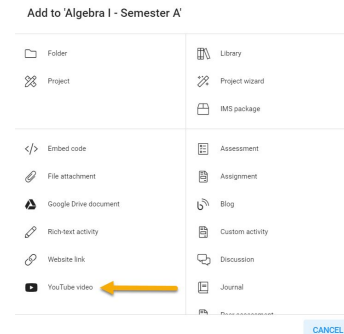 Add to 'Algebra I - Semester A'
Folder
Library
Project
Project wizard
IMS package
Embed code
Assessment
File attachment
Assignment
Google Drive document
Blog
Rich-text activity
Custom activity
Website link
Discussion
YouTube video
Journal
CANCEL